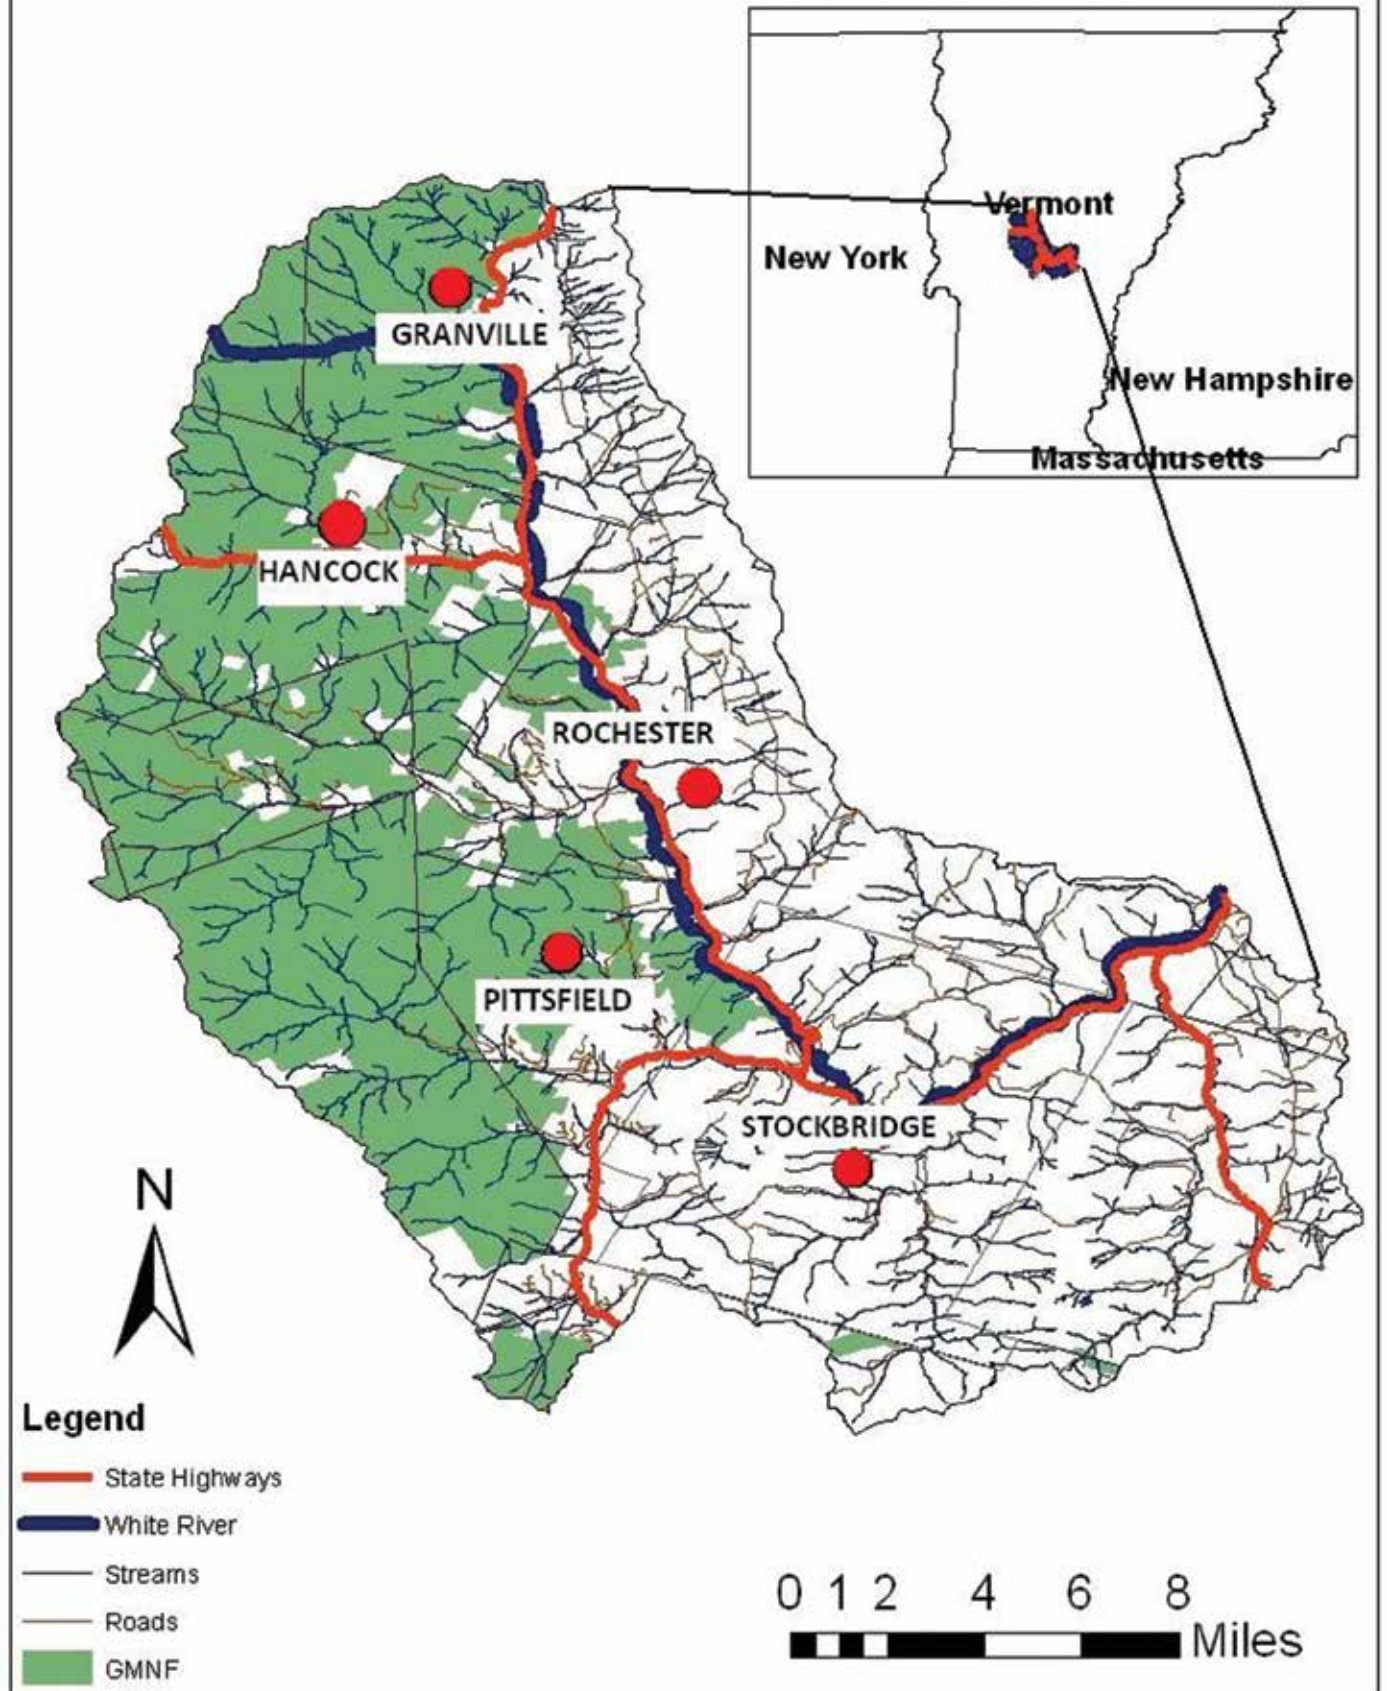 Vermont
New York
New Hampshire
Massachusetts
GRANVILLE
HANCOCK
ROCHESTER
PITTSFIELD
STOCKBRIDGE
N
Legend
State Highways
White River
Streams
Roads
GMNF
0 1 2 4 6 8
Miles